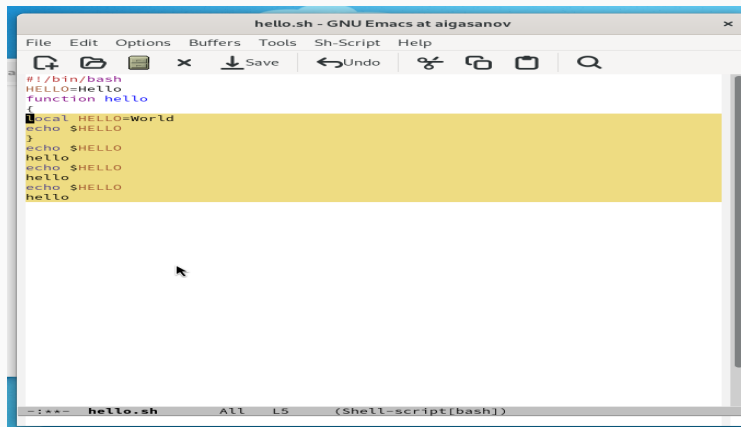 hello.sh - GNU Emacs at aigasanov
File Edit Options Buffers Tools Sh-Script Help
Save Undo
#!/bin/bash
HELLO=Hello
function hello
{
local HELLO=World
echo $HELLO
}
echo $HELLO
hello
echo $HELLO
hello
echo $HELLO
hello
-:**- hello.sh All L5 (Shell-script[bash])